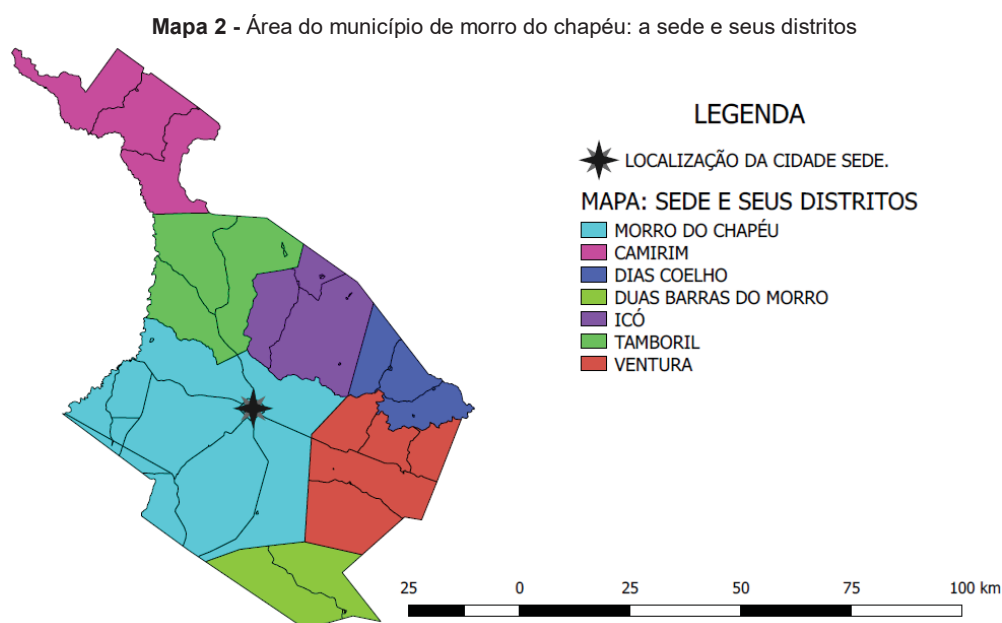 Mapa 2 - Área do município de morro do chapéu: a sede e seus distritos
LEGENDA
LOCALIZAÇÃO DA CIDADE SEDE.
MAPA: SEDE E SEUS DISTRITOS
MORRO DO CHAPÉU
CAMIRIM
DIAS COELHO
DUAS BARRAS DO MORRO
ICÓ
TAMBORIL
VENTURA
25 0 25 50 75 100 km